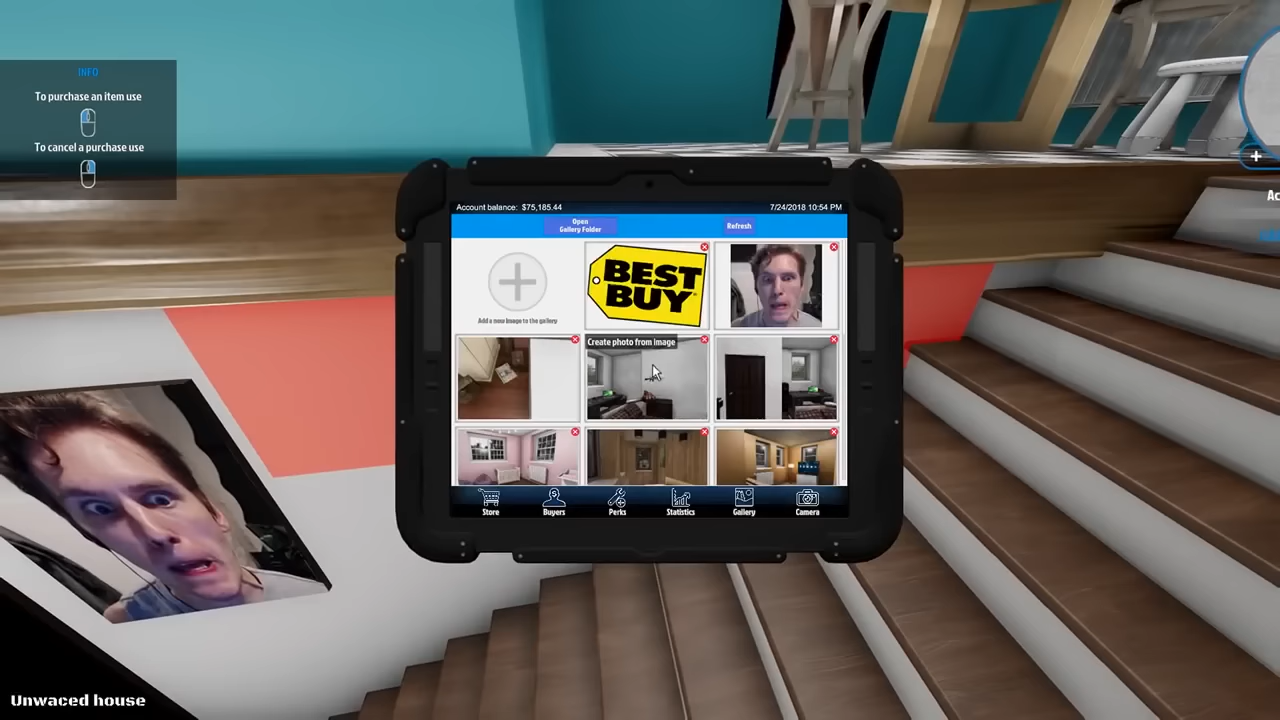 INFO
To purchase an item use
To cancel a purchase use
Account balance: $75,185.44
7/24/2018 10:54 PM
Open
Gallery Folder
Refresh
Add a new image to the gallery
BEST
BUY
Create photo from image
Store
Buyers
Perks
Statistics
Gallery
Camera
Unwaced house